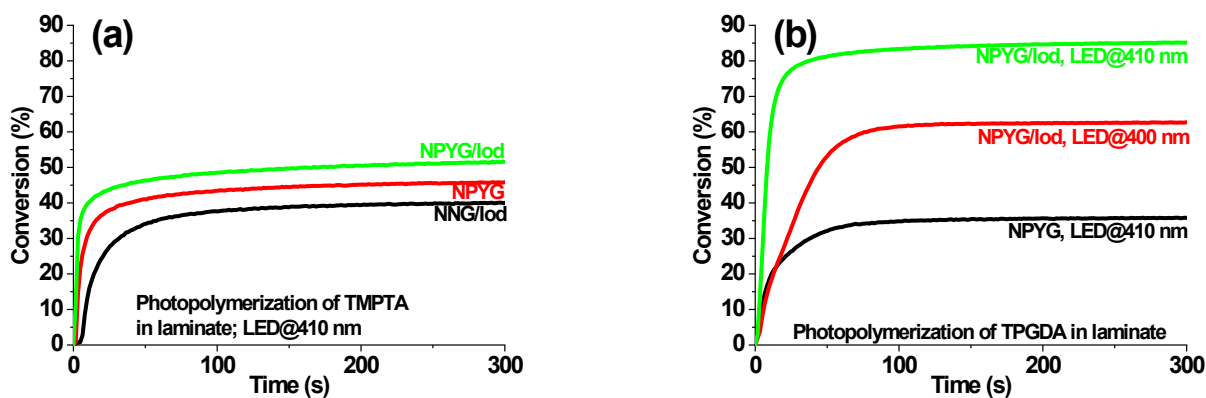 (a)
90
80
70
60
50
40
30
20
10
0
Conversion (%)
NPYG/Iod
NPYG
NNG/Iod
Photopolymerization of TMPTA
in laminate; LED@410 nm
0 100 200 300
Time (s)
(b)
90
80
70
60
50
40
30
20
10
0
Conversion (%)
NPYG/Iod, LED@410 nm
NPYG/Iod, LED@400 nm
NPYG, LED@410 nm
Photopolymerization of TPGDA in laminate
0 100 200 300
Time (s)